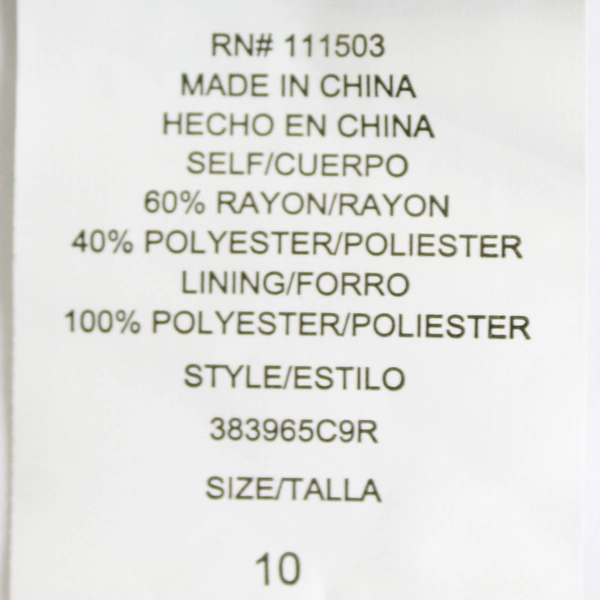 RN# 111503
MADE IN CHINA
HECHO EN CHINA
SELF/CUERPO
60% RAYON/RAYON
40% POLYESTER/POLIESTER
LINING/FORRO
100% POLYESTER/POLIESTER
STYLE/ESTILO
383965C9R
SIZE/TALLA
10